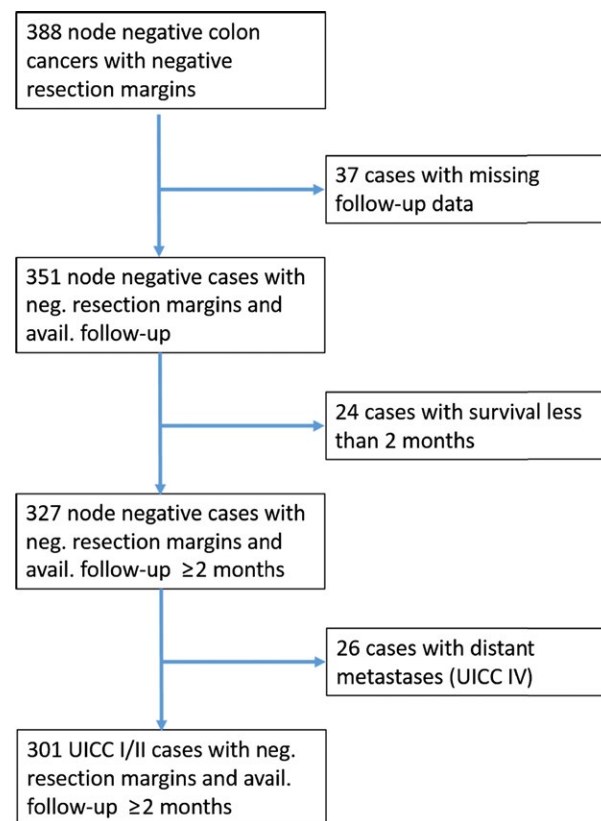 388 node negative colon
cancers with negative
resection margins
37 cases with missing
follow-up data
351 node negative cases with
neg. resection margins and
avail. follow-up
24 cases with survival less
than 2 months
327 node negative cases with
neg. resection margins and
avail. follow-up ≥2 months
26 cases with distant
metastases (UICC IV)
301 UICC I/II cases with neg.
resection margins and avail.
follow-up ≥2 months